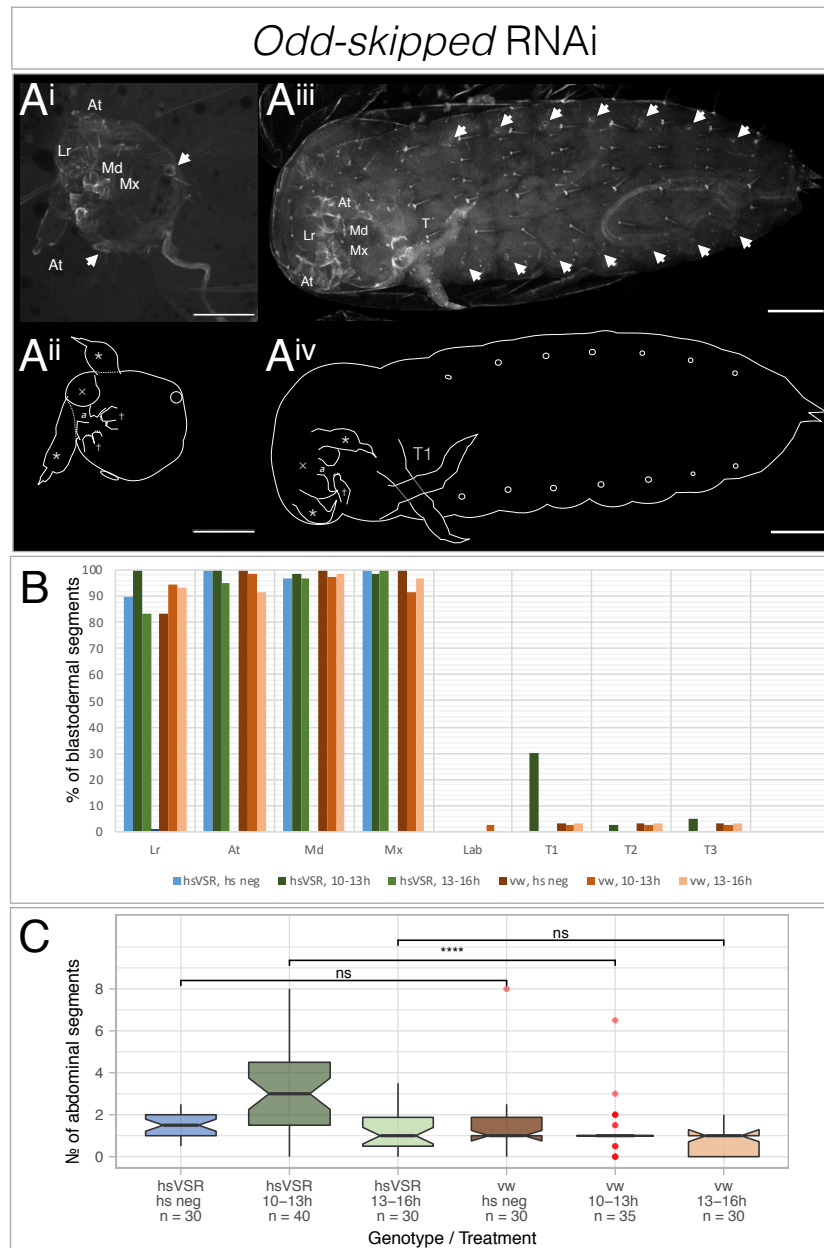 Odd-skipped RNAi
Ai
At
Lr
Md
Mx
At
Aiii
At
Lr
Md
Mx
At
T
Aii
*
×
a
†
†
*
Aiv
*
T1
×
a
†
*
B
% of blastodermal segments
100
90
80
70
60
50
40
30
20
10
0
Lr At Md Mx Lab T1 T2 T3
hsVSR, hs neg hsVSR, 10-13h hsVSR, 13-16h vw, hs neg vw, 10-13h vw, 13-16h
C
№ of abdominal segments
ns
****
ns
8
6
4
2
0
hsVSR hsVSR hsVSR vw vw vw
hs neg 10−13h 13−16h hs neg 10−13h 13−16h
n = 30 n = 40 n = 30 n = 30 n = 35 n = 30
Genotype / Treatment